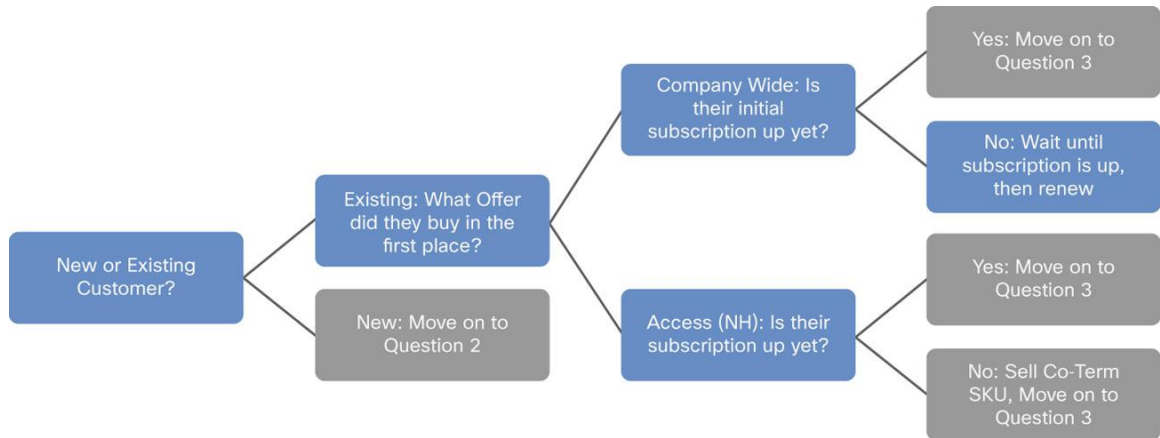 New or Existing
Customer?
Existing: What Offer
did they buy in the
first place?
New: Move on to
Question 2
Company Wide: Is
their initial
subscription up yet?
Access (NH): Is their
subscription up yet?
Yes: Move on to
Question 3
No: Wait until
subscription is up,
then renew
Yes: Move on to
Question 3
No: Sell Co-Term
SKU, Move on to
Question 3